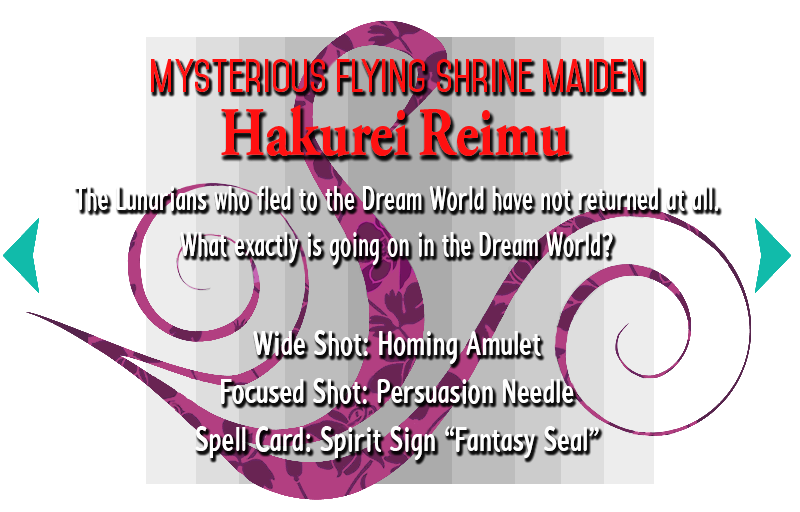 MYSTERIOUS FLYING SHRINE MAIDEN
Hakurei Reimu
The Lunarians who fled to the Dream World have not returned at all.
What exactly is going on in the Dream World?
Wide Shot: Homing Amulet
Focused Shot: Persuasion Needle
Spell Card: Spirit Sign “Fantasy Seal”